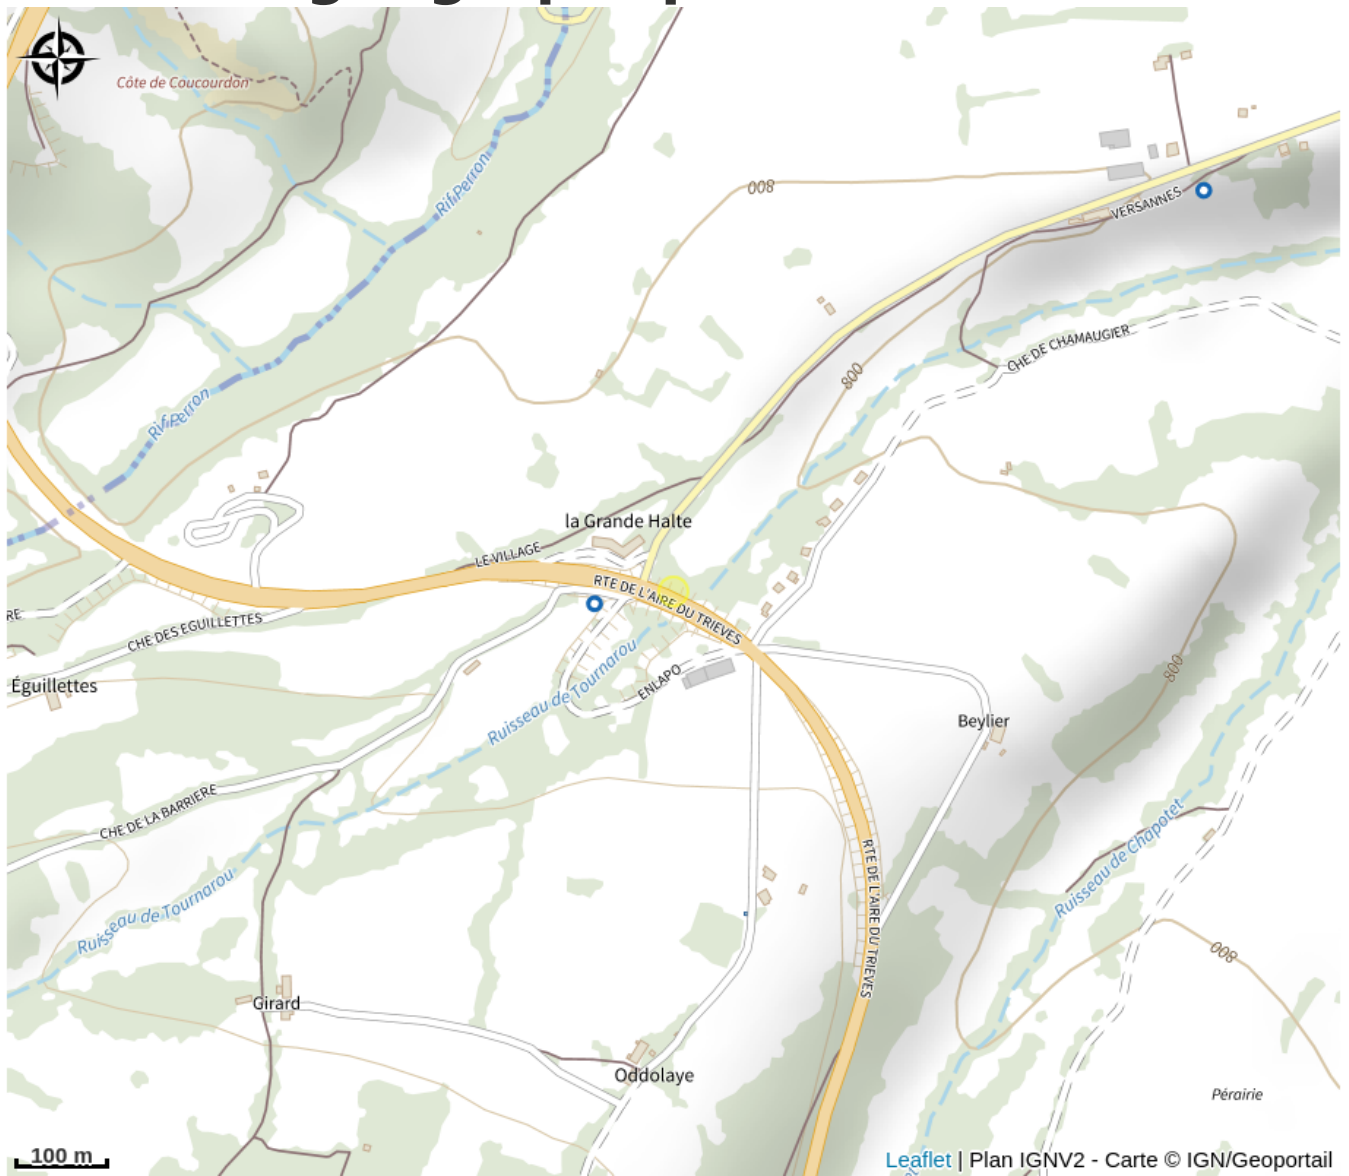 Côte de Coucourdon
Rif Perron
800
VERSANNES
CHE DE CHAMAUGIER
800
Rif Perron
la Grande Halte
LE VILLAGE
RTE DE L'AIRE DU TRIEVES
RE
CHE DES EGUILLETTES
Éguillettes
ENLAPO
Ruisseau de Tournarou
800
Beylier
CHE DE LA BARRIERE
Ruisseau de Chapotet
RTE DE L'AIRE DU TRIEVES
Ruisseau de Tournarou
800
Girard
Oddolaye
Pérairie
100 m
Leaflet | Plan IGNV2 - Carte © IGN/Geoportail